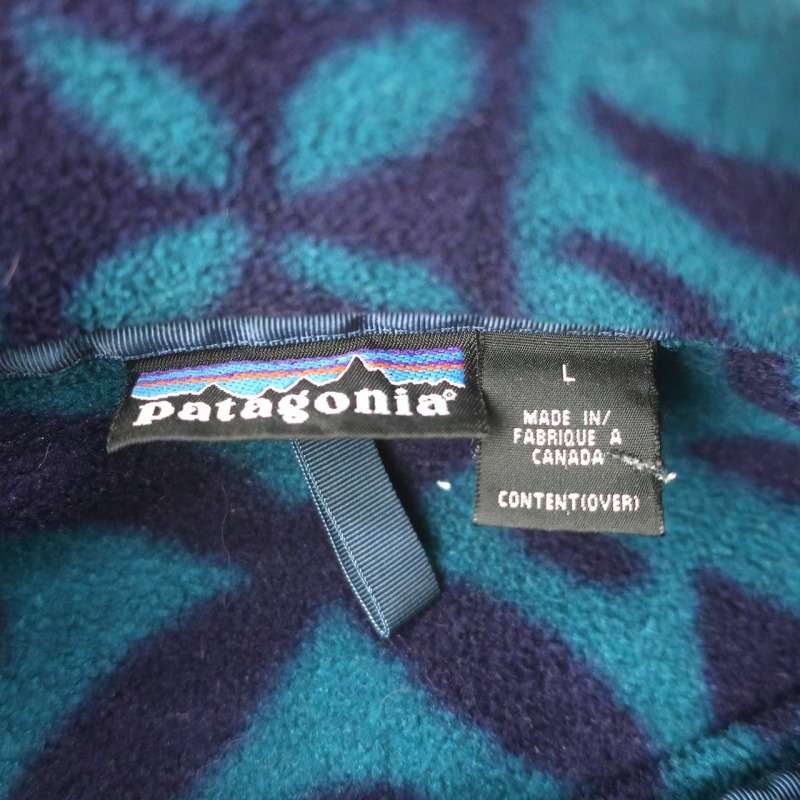 patagonia®
L
MADE IN/
FABRIQUE A
CANADA
CONTENT(OVER)